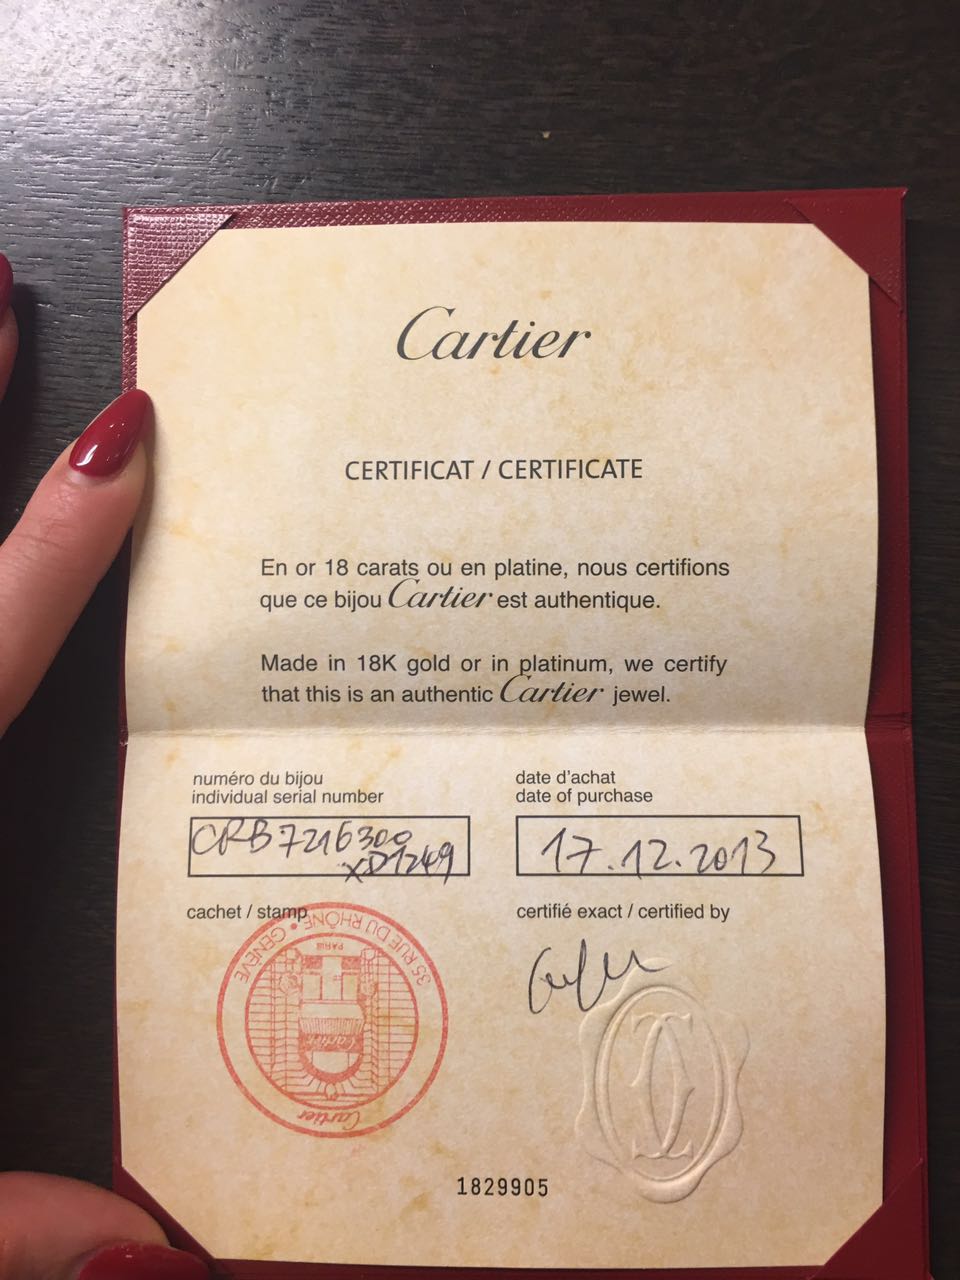 Cartier
CERTIFICAT / CERTIFICATE
En or 18 carats ou en platine, nous certifions
que ce bijou Cartier est authentique.
Made in 18K gold or in platinum, we certify
that this is an authentic Cartier jewel.
numéro du bijou
individual serial number
CRB7216300
XD1249
date d'achat
date of purchase
17.12.2013
cachet / stamp
35 RUE DU RHÔNE • GENÈVE
PARIS
Cartier
Cartier
certifié exact / certified by
1829905